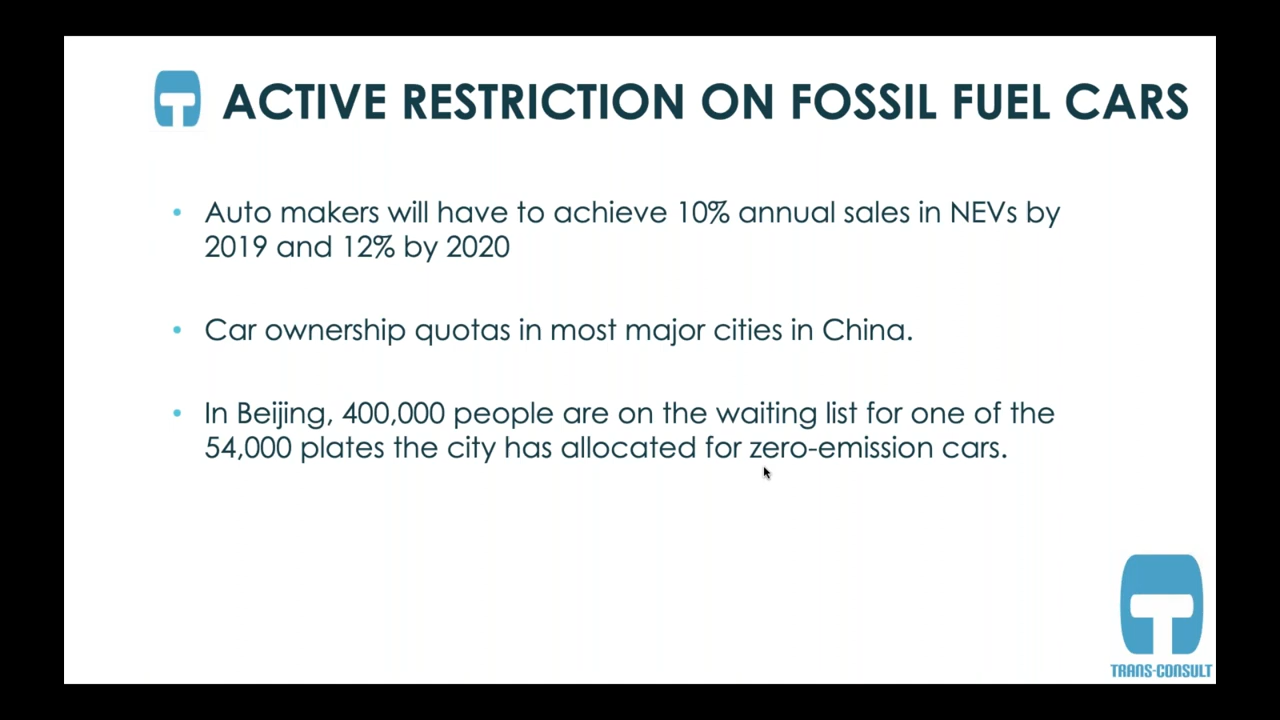 ACTIVE RESTRICTION ON FOSSIL FUEL CARS
• Auto makers will have to achieve 10% annual sales in NEVs by
2019 and 12% by 2020
• Car ownership quotas in most major cities in China.
• In Beijing, 400,000 people are on the waiting list for one of the
54,000 plates the city has allocated for zero-emission cars.
TRANS-CONSULT